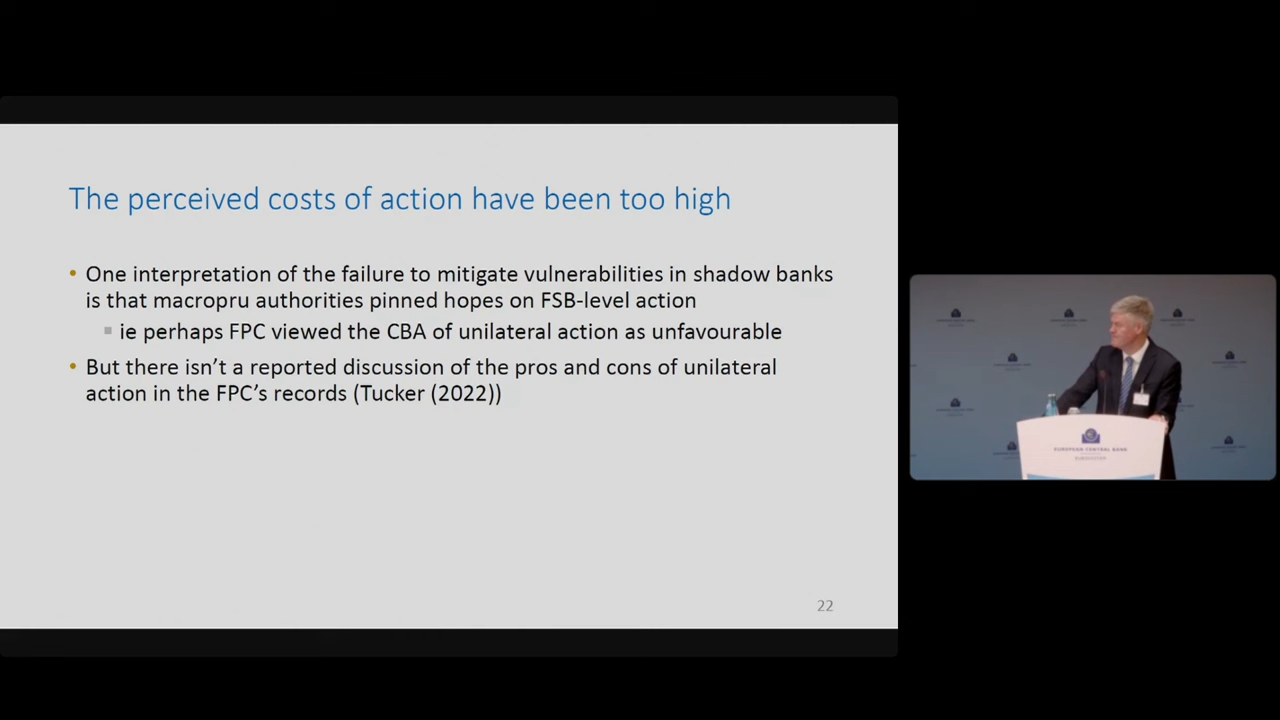 The perceived costs of action have been too high
• One interpretation of the failure to mitigate vulnerabilities in shadow banks
is that macropru authorities pinned hopes on FSB-level action
▪ ie perhaps FPC viewed the CBA of unilateral action as unfavourable
• But there isn’t a reported discussion of the pros and cons of unilateral
action in the FPC’s records (Tucker (2022))
22
EUROPEAN CENTRAL BANK